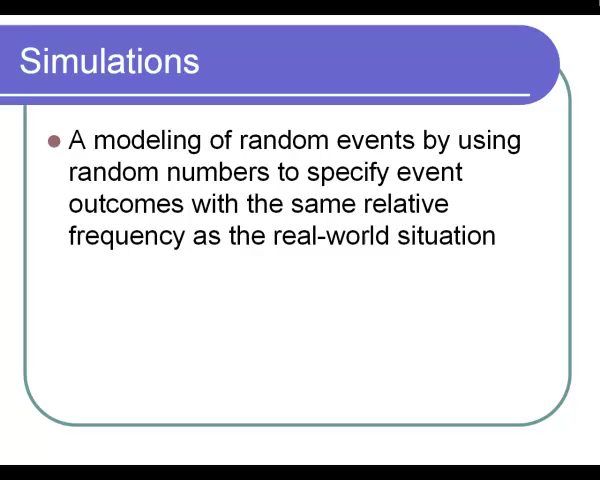 Simulations
A modeling of random events by using
random numbers to specify event
outcomes with the same relative
frequency as the real-world situation